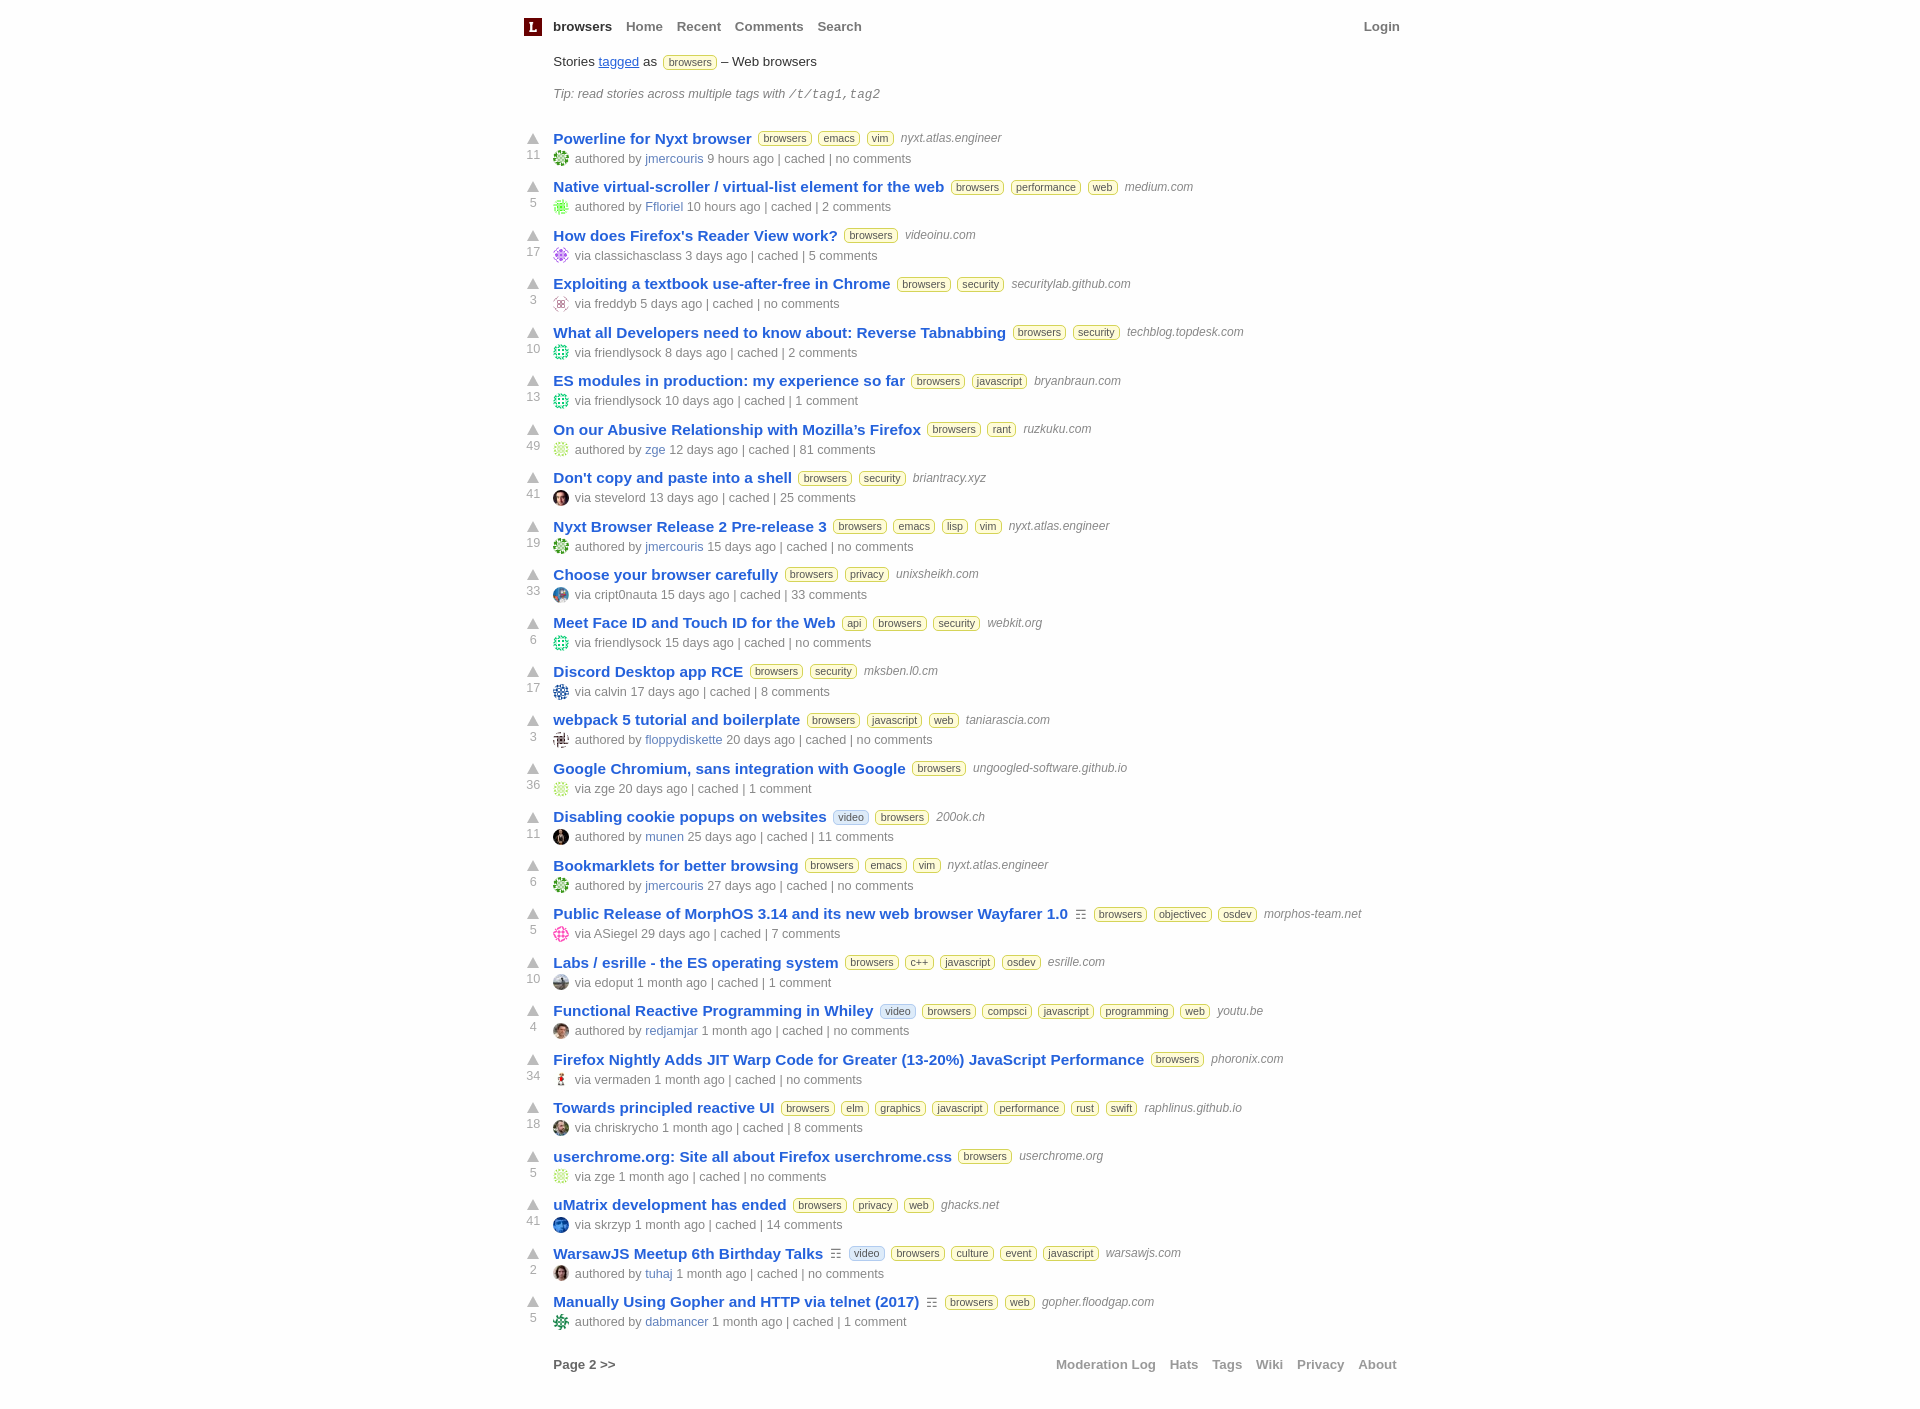 L browsers Home Recent Comments Search Login
Stories tagged as browsers – Web browsers
Tip: read stories across multiple tags with /t/tag1,tag2
Powerline for Nyxt browser browsers emacs vim nyxt.atlas.engineer
11 authored by jmercouris 9 hours ago | cached | no comments
Native virtual-scroller / virtual-list element for the web browsers performance web medium.com
5 authored by Ffloriel 10 hours ago | cached | 2 comments
How does Firefox's Reader View work? browsers videoinu.com
17 via classichasclass 3 days ago | cached | 5 comments
Exploiting a textbook use-after-free in Chrome browsers security securitylab.github.com
3 via freddyb 5 days ago | cached | no comments
What all Developers need to know about: Reverse Tabnabbing browsers security techblog.topdesk.com
10 via friendlysock 8 days ago | cached | 2 comments
ES modules in production: my experience so far browsers javascript bryanbraun.com
13 via friendlysock 10 days ago | cached | 1 comment
On our Abusive Relationship with Mozilla’s Firefox browsers rant ruzkuku.com
49 authored by zge 12 days ago | cached | 81 comments
Don't copy and paste into a shell browsers security briantracy.xyz
41 via stevelord 13 days ago | cached | 25 comments
Nyxt Browser Release 2 Pre-release 3 browsers emacs lisp vim nyxt.atlas.engineer
19 authored by jmercouris 15 days ago | cached | no comments
Choose your browser carefully browsers privacy unixsheikh.com
33 via cript0nauta 15 days ago | cached | 33 comments
Meet Face ID and Touch ID for the Web api browsers security webkit.org
6 via friendlysock 15 days ago | cached | no comments
Discord Desktop app RCE browsers security mksben.l0.cm
17 via calvin 17 days ago | cached | 8 comments
webpack 5 tutorial and boilerplate browsers javascript web taniarascia.com
3 authored by floppydiskette 20 days ago | cached | no comments
Google Chromium, sans integration with Google browsers ungoogled-software.github.io
36 via zge 20 days ago | cached | 1 comment
Disabling cookie popups on websites video browsers 200ok.ch
11 authored by munen 25 days ago | cached | 11 comments
Bookmarklets for better browsing browsers emacs vim nyxt.atlas.engineer
6 authored by jmercouris 27 days ago | cached | no comments
Public Release of MorphOS 3.14 and its new web browser Wayfarer 1.0 ☶ browsers objectivec osdev morphos-team.net
5 via ASiegel 29 days ago | cached | 7 comments
Labs / esrille - the ES operating system browsers c++ javascript osdev esrille.com
10 via edoput 1 month ago | cached | 1 comment
Functional Reactive Programming in Whiley video browsers compsci javascript programming web youtu.be
4 authored by redjamjar 1 month ago | cached | no comments
Firefox Nightly Adds JIT Warp Code for Greater (13-20%) JavaScript Performance browsers phoronix.com
34 via vermaden 1 month ago | cached | no comments
Towards principled reactive UI browsers elm graphics javascript performance rust swift raphlinus.github.io
18 via chriskrycho 1 month ago | cached | 8 comments
userchrome.org: Site all about Firefox userchrome.css browsers userchrome.org
5 via zge 1 month ago | cached | no comments
uMatrix development has ended browsers privacy web ghacks.net
41 via skrzyp 1 month ago | cached | 14 comments
WarsawJS Meetup 6th Birthday Talks ☶ video browsers culture event javascript warsawjs.com
2 authored by tuhaj 1 month ago | cached | no comments
Manually Using Gopher and HTTP via telnet (2017) ☶ browsers web gopher.floodgap.com
5 authored by dabmancer 1 month ago | cached | 1 comment
Page 2 >> Moderation Log Hats Tags Wiki Privacy About